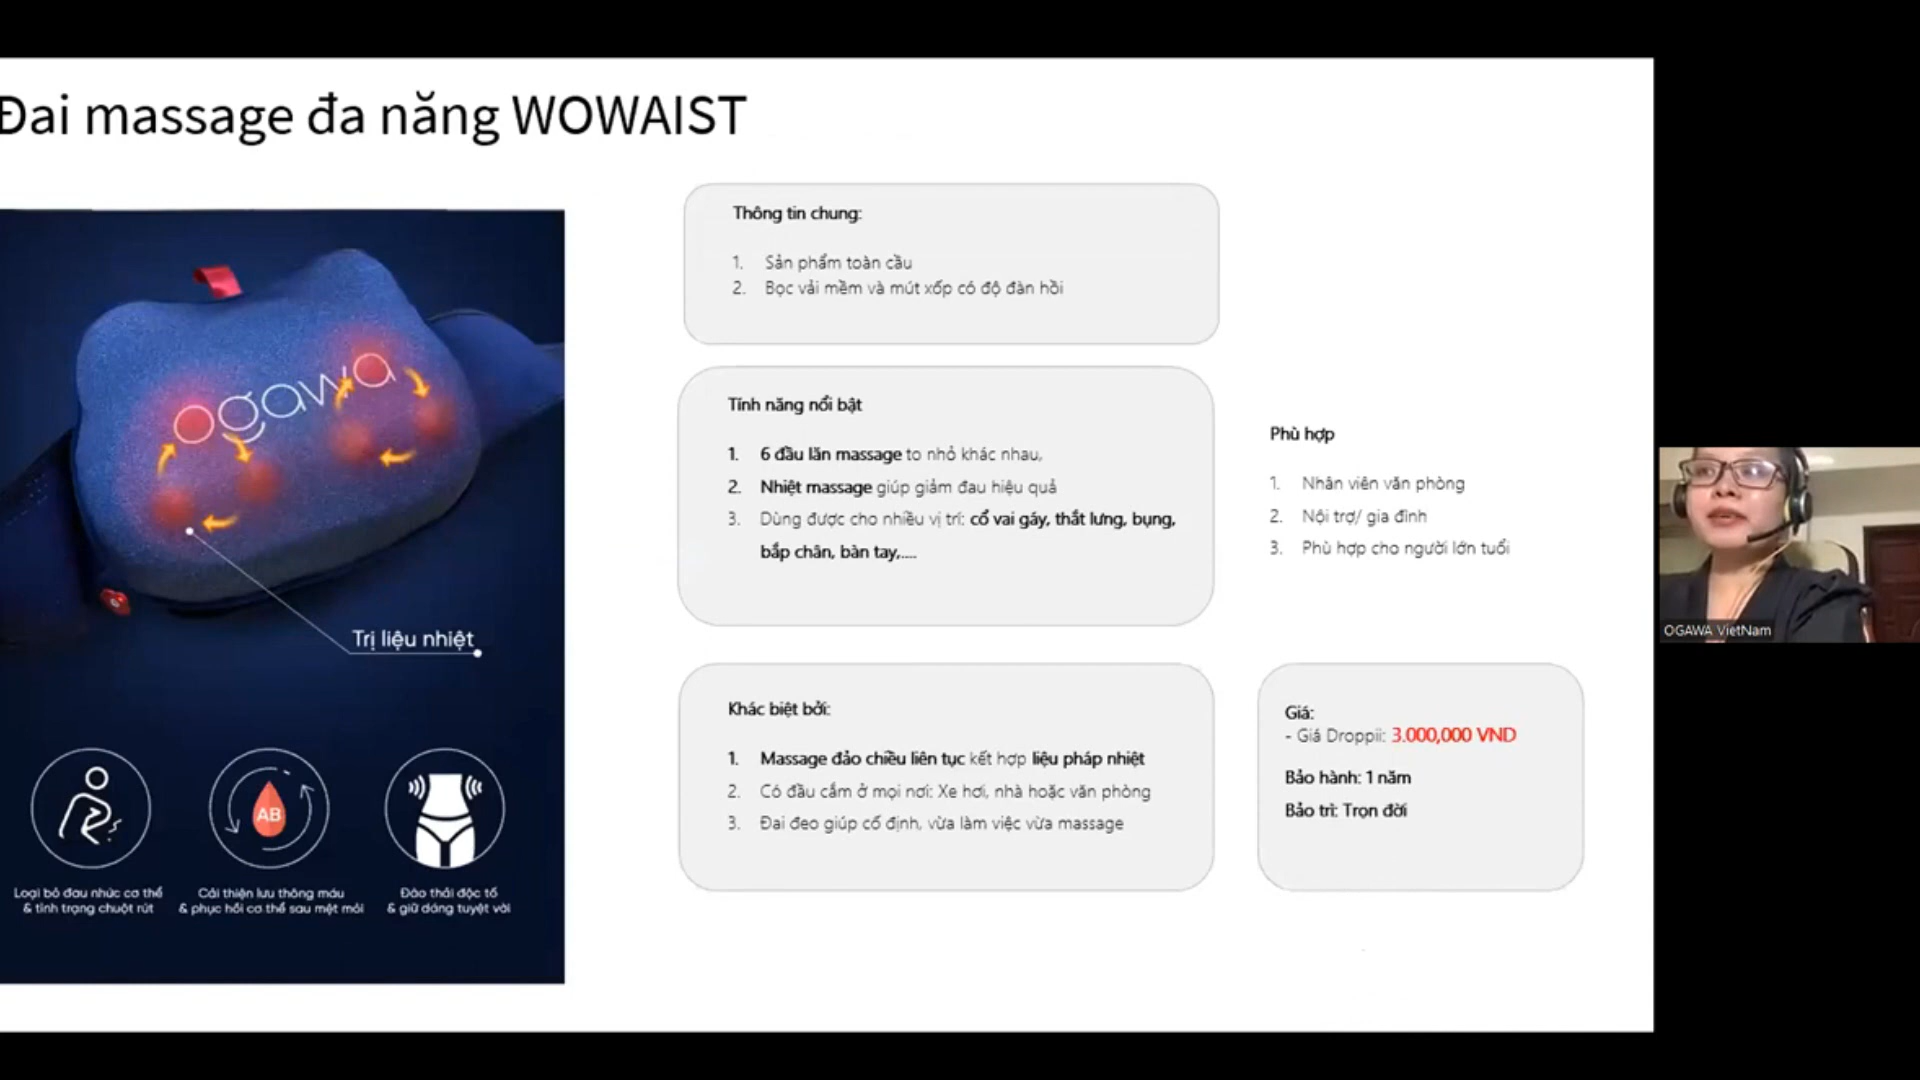 Đai massage đa năng WOWAIST
ogawa
Trị liệu nhiệt
AB
Loại bỏ đau nhức cơ thể
& tình trạng chuột rút
Cải thiện lưu thông máu
& phục hồi cơ thể sau mệt mỏi
Đào thải độc tố
& giữ dáng tuyệt vời
Thông tin chung:
1. Sản phẩm toàn cầu
2. Bọc vải mềm và mút xốp có độ đàn hồi
Tính năng nổi bật
1. 6 đầu lăn massage to nhỏ khác nhau,
2. Nhiệt massage giúp giảm đau hiệu quả
3. Dùng được cho nhiều vị trí: cổ vai gáy, thắt lưng, bụng,
bắp chân, bàn tay,....
Khác biệt bởi:
1. Massage đảo chiều liên tục kết hợp liệu pháp nhiệt
2. Có đầu cắm ở mọi nơi: Xe hơi, nhà hoặc văn phòng
3. Đai đeo giúp cố định, vừa làm việc vừa massage
Phù hợp
1. Nhân viên văn phòng
2. Nội trợ/ gia đình
3. Phù hợp cho người lớn tuổi
Giá:
- Giá Droppii: 3.000,000 VND
Bảo hành: 1 năm
Bảo trì: Trọn đời
OGAWA VietNam